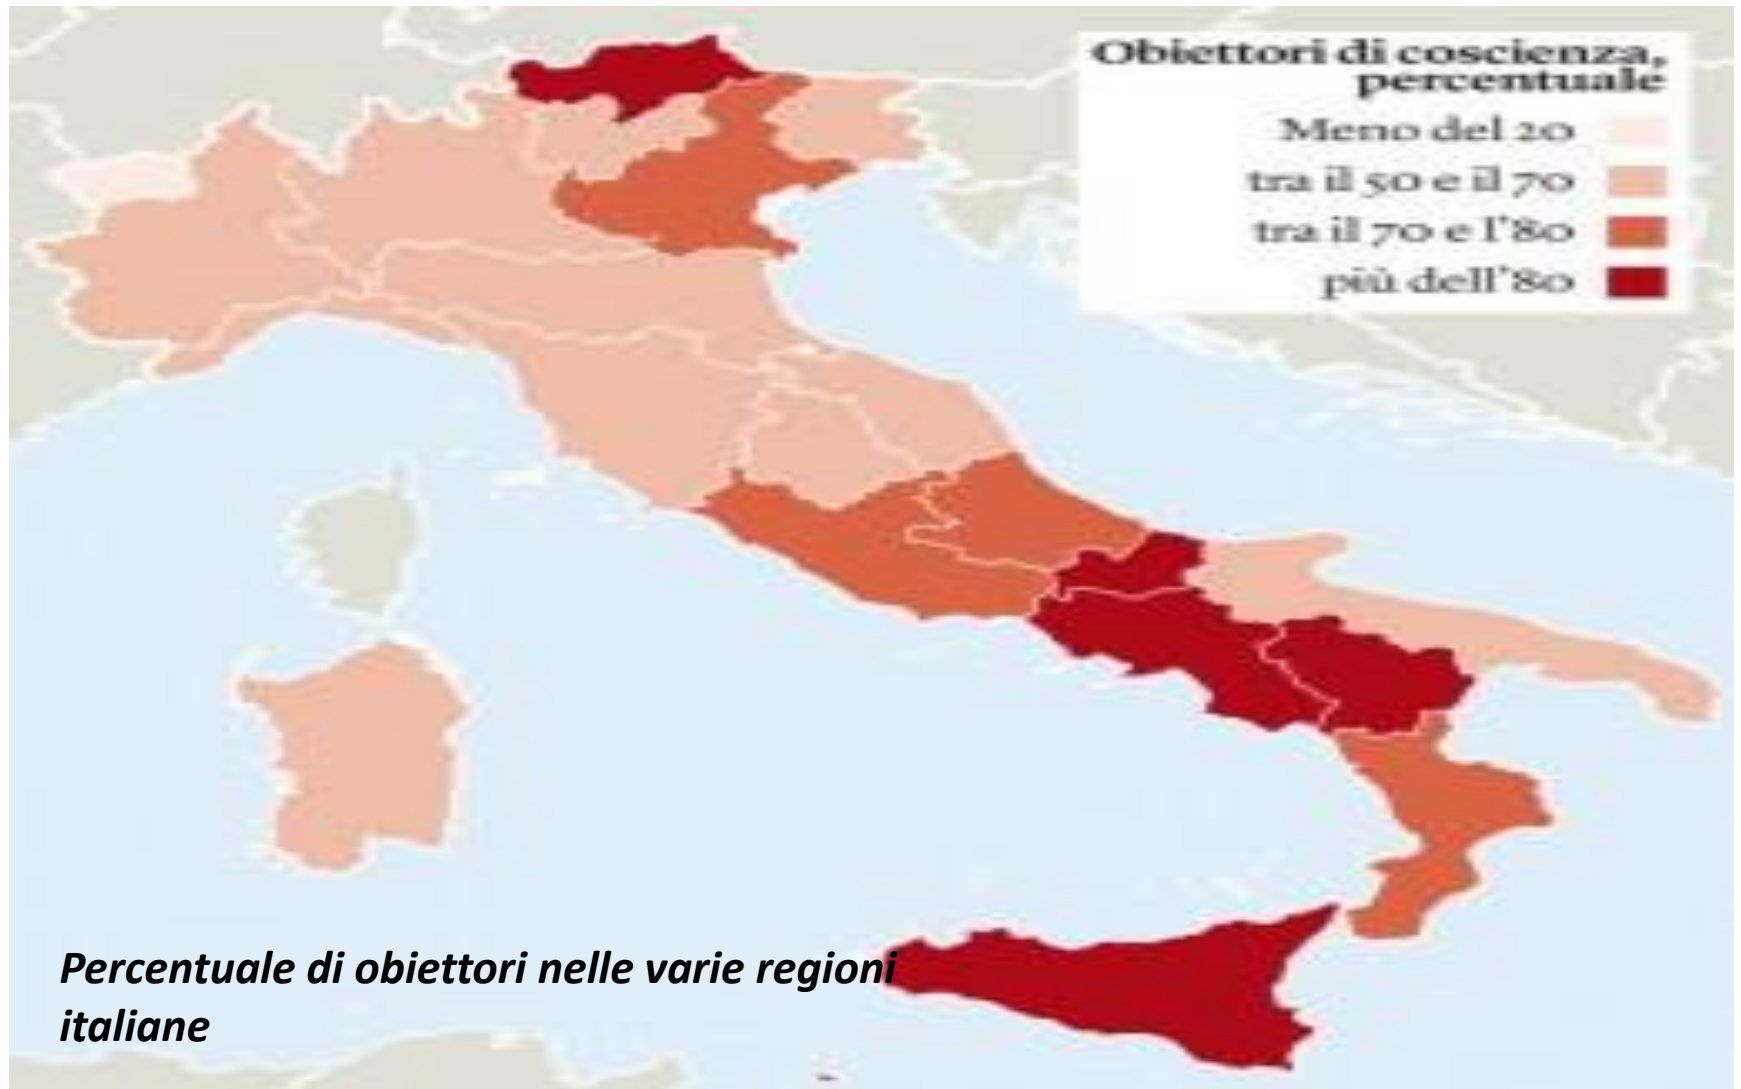 Obiettori di coscienza,
percentuale
Meno del 20
tra il 50 e il 70
tra il 70 e l'80
più dell'80
Percentuale di obiettori nelle varie regioni
italiane